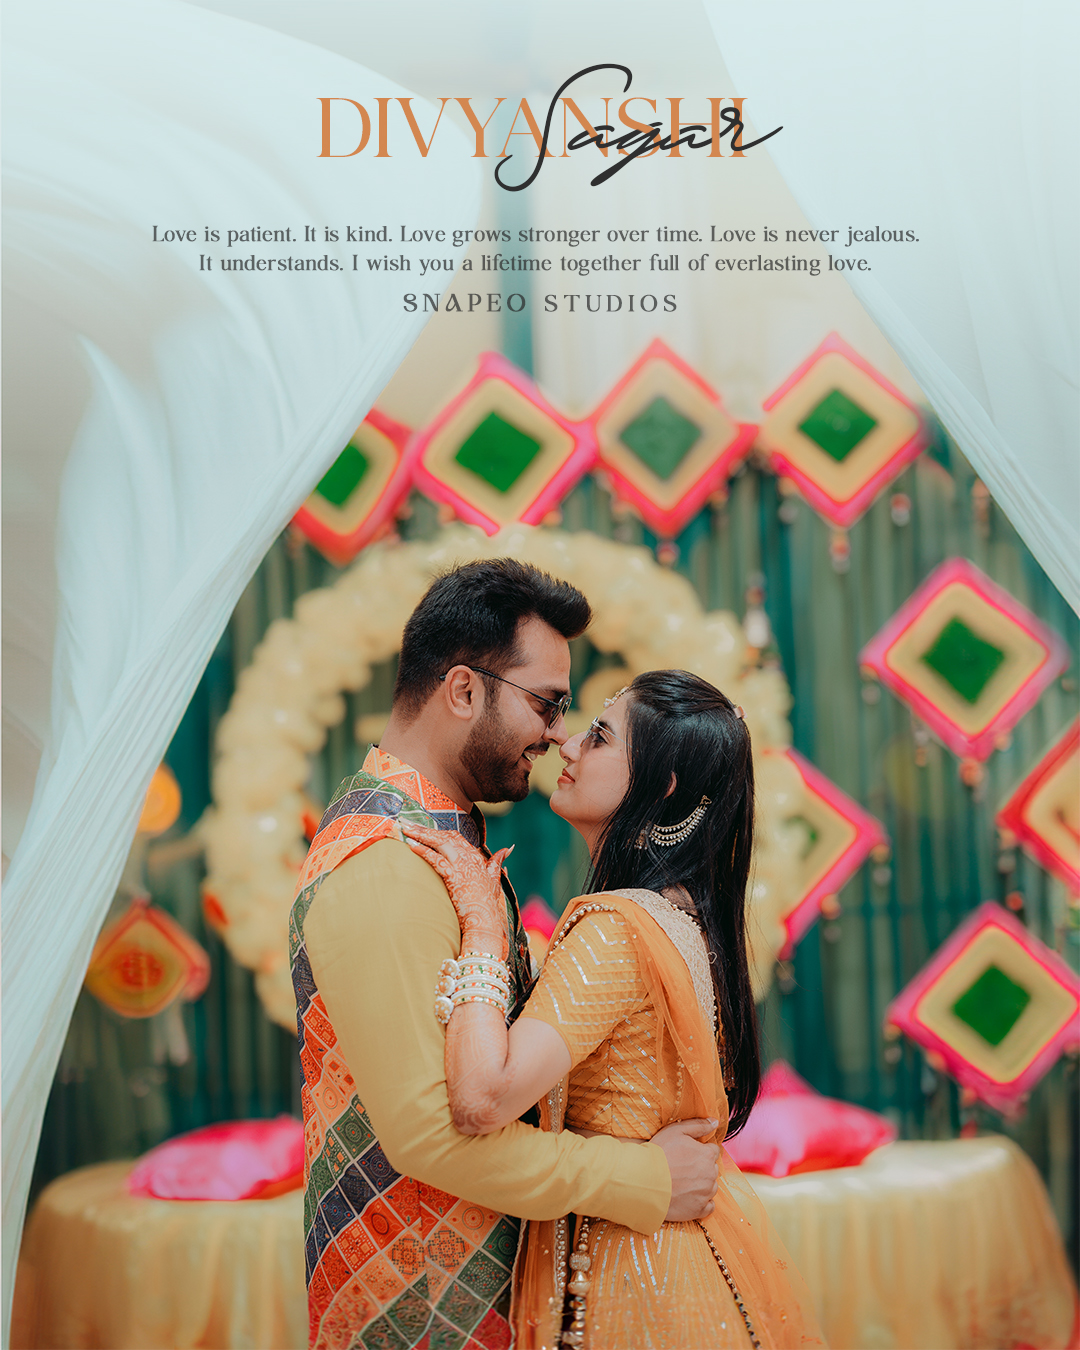 DIVYANSHI
Sagar
Love is patient. It is kind. Love grows stronger over time. Love is never jealous.
It understands. I wish you a lifetime together full of everlasting love.
SNAPEO STUDIOS